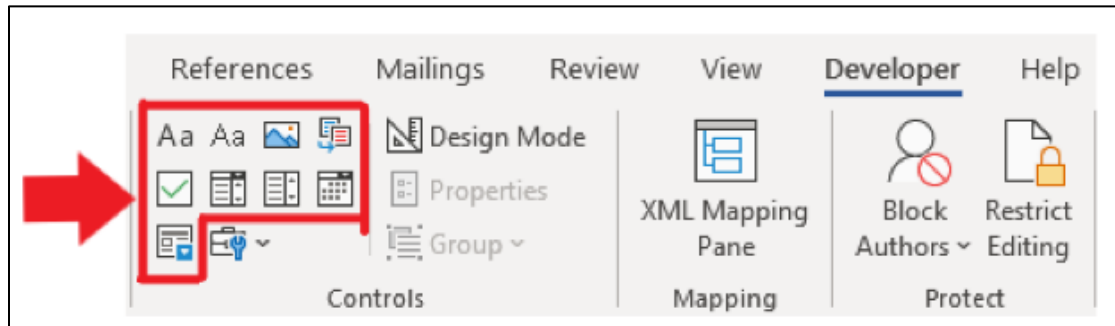 References Mailings Review View Developer Help
Aa Aa Design Mode
Properties
Group
XML Mapping
Pane
Block
Authors
Restrict
Editing
Controls Mapping Protect